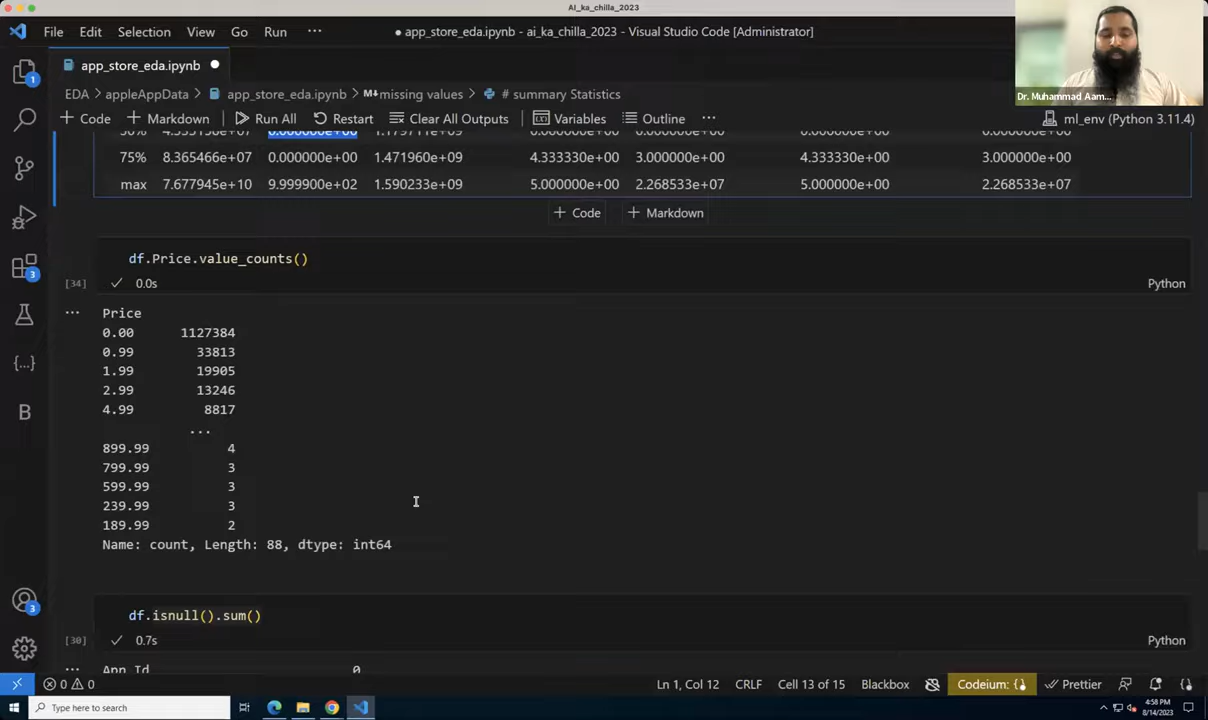 AI_ka_chilla_2023
File Edit Selection View Go Run ··· ● app_store_eda.ipynb - ai_ka_chilla_2023 - Visual Studio Code [Administrator]
app_store_eda.ipynb
EDA > appleAppData > app_store_eda.ipynb > M↓missing values > # summary Statistics
+ Code + Markdown Run All Restart Clear All Outputs Variables Outline ··· ml_env (Python 3.11.4)
Dr. Muhammad Aam...
75% 8.365466e+07 0.000000e+00 1.471960e+09 4.333330e+00 3.000000e+00 4.333330e+00 3.000000e+00
max 7.677945e+10 9.999900e+02 1.590233e+09 5.000000e+00 2.268533e+07 5.000000e+00 2.268533e+07
+ Code + Markdown
df.Price.value_counts()
[34] ✓ 0.0s Python
··· Price
0.00 1127384
0.99 33813
1.99 19905
2.99 13246
4.99 8817
...
899.99 4
799.99 3
599.99 3
239.99 3
189.99 2
Name: count, Length: 88, dtype: int64
df.isnull().sum()
[30] ✓ 0.7s Python
··· App_Id 0
0 0 Ln 1, Col 12 CRLF Cell 13 of 15 Blackbox Codeium: {} Prettier
Type here to search
4:58 PM
8/14/2023